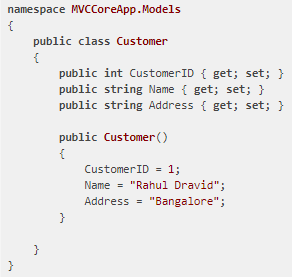 namespace MVCCoreApp.Models
{
    public class Customer
    {
        public int CustomerID { get; set; }
        public string Name { get; set; }
        public string Address { get; set; }

        public Customer()
        {
            CustomerID = 1;
            Name = "Rahul Dravid";
            Address = "Bangalore";
        }

    }
}